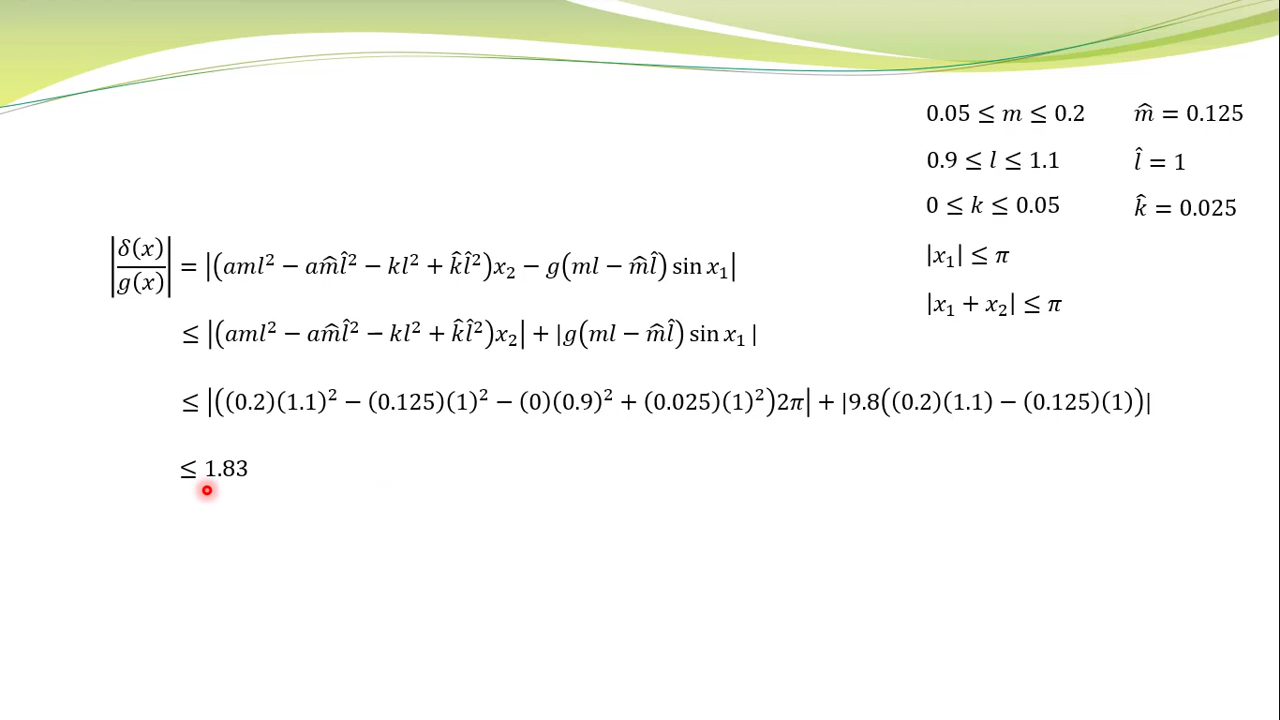 0.05 ≤ m ≤ 0.2    m̂ = 0.125
0.9 ≤ l ≤ 1.1    l̂ = 1
0 ≤ k ≤ 0.05    k̂ = 0.025
|x₁| ≤ π
|x₁ + x₂| ≤ π
|δ(x)/g(x)| = |(aml² − am̂l̂² − kl² + k̂l̂²)x₂ − g(ml − m̂l̂) sin x₁|
≤ |(aml² − am̂l̂² − kl² + k̂l̂²)x₂| + |g(ml − m̂l̂) sin x₁ |
≤ |((0.2)(1.1)² − (0.125)(1)² − (0)(0.9)² + (0.025)(1)²)2π| + |9.8((0.2)(1.1) − (0.125)(1))|
≤ 1.83